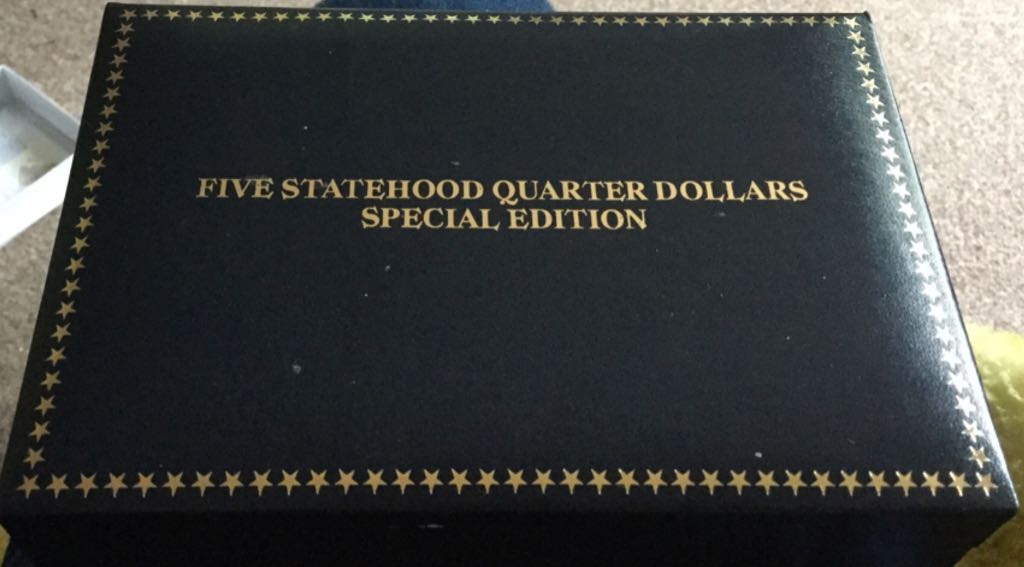 FIVE STATEHOOD QUARTER DOLLARS
SPECIAL EDITION